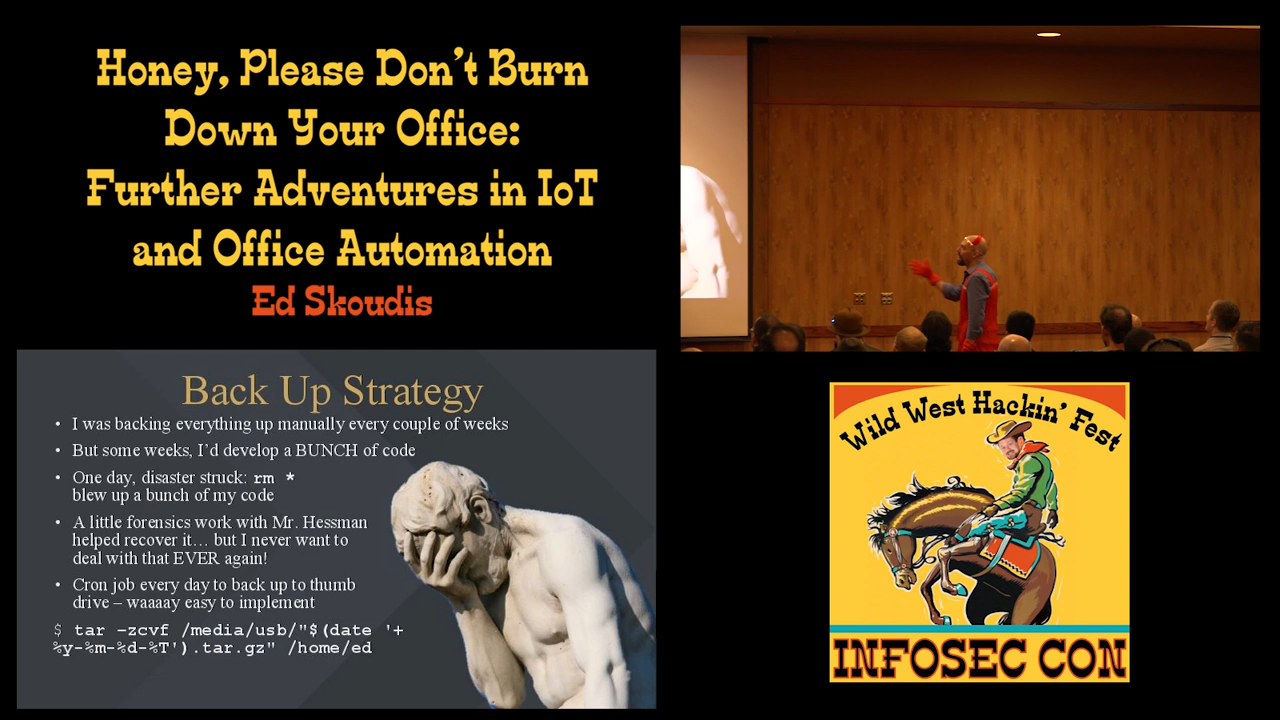 Honey, Please Don't Burn
Down Your Office:
Further Adventures in IoT
and Office Automation
Ed Skoudis
Back Up Strategy
• I was backing everything up manually every couple of weeks
• But some weeks, I'd develop a BUNCH of code
• One day, disaster struck: rm *
blew up a bunch of my code
• A little forensics work with Mr. Hessman
helped recover it… but I never want to
deal with that EVER again!
• Cron job every day to back up to thumb
drive – waaaay easy to implement
$ tar –zcvf /media/usb/"$(date '+
%y-%m-%d-%T').tar.gz" /home/ed
Wild West Hackin' Fest
INFOSEC CON